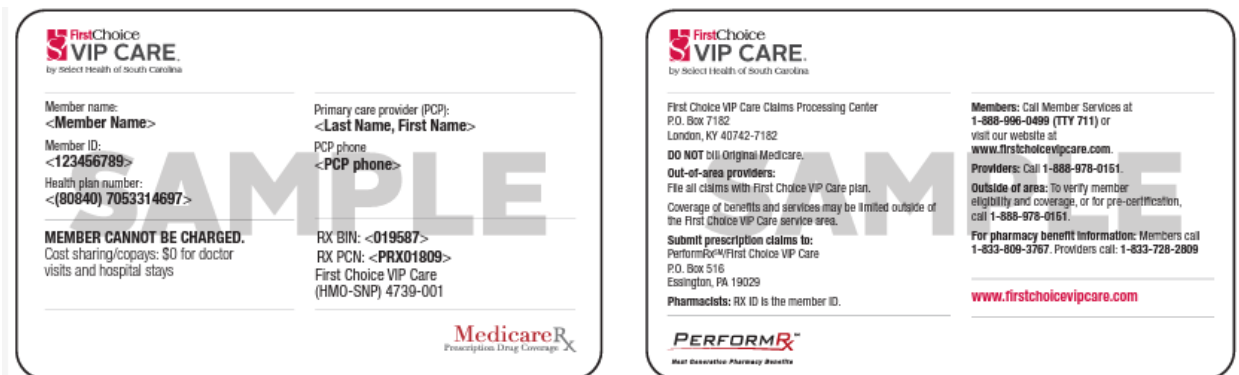 FirstChoice
VIP CARE.
by Select Health of South Carolina
Member name:
<Member Name>
Member ID:
<123456789>
Health plan number:
<(80840) 7053314697>
Primary care provider (PCP):
<Last Name, First Name>
PCP phone
<PCP phone>
SAMPLE
MEMBER CANNOT BE CHARGED.
Cost sharing/copays: $0 for doctor
visits and hospital stays
RX BIN: <019587>
RX PCN: <PRX01809>
First Choice VIP Care
(HMO-SNP) 4739-001
MedicareRx
Prescription Drug Coverage
FirstChoice
VIP CARE.
by Select Health of South Carolina
First Choice VIP Care Claims Processing Center
P.O. Box 7182
London, KY 40742-7182
DO NOT bill Original Medicare.
Out-of-area providers:
File all claims with First Choice VIP Care plan.
Coverage of benefits and services may be limited outside of
the First Choice VIP Care service area.
Submit prescription claims to:
PerformRx℠/First Choice VIP Care
P.O. Box 516
Essington, PA 19029
Pharmacists: RX ID is the member ID.
SAMPLE
Members: Call Member Services at
1-888-996-0499 (TTY 711) or
visit our website at
www.firstchoicevipcare.com.
Providers: Call 1-888-978-0151.
Outside of area: To verify member
eligibility and coverage, or for pre-certification,
call 1-888-978-0151.
For pharmacy benefit information: Members call
1-833-809-3767. Providers call: 1-833-728-2809
www.firstchoicevipcare.com
PERFORMRx℠
Next Generation Pharmacy Benefits